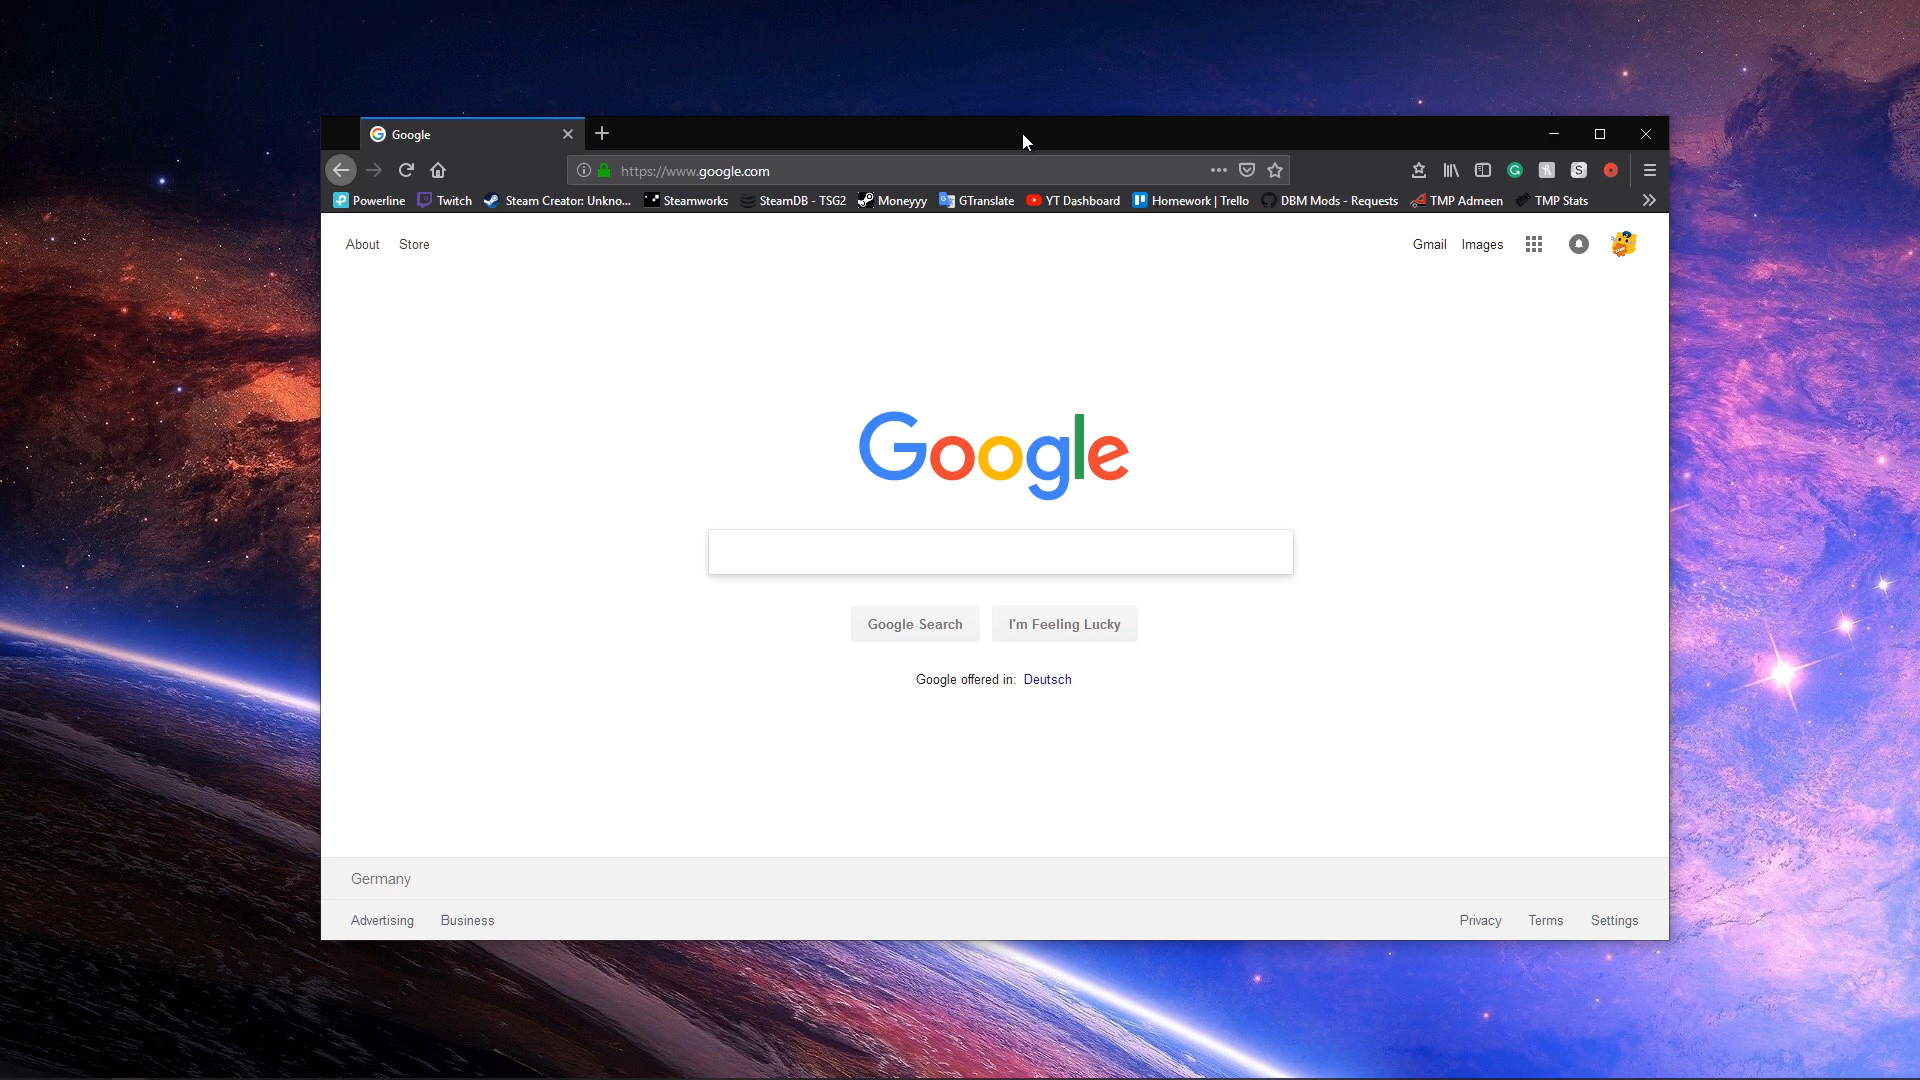 Google
https://www.google.com
Powerline Twitch Steam Creator: Unkno... Steamworks SteamDB - TSG2 Moneyyy GTranslate YT Dashboard Homework | Trello DBM Mods - Requests TMP Admeen TMP Stats
About Store Gmail Images
Google
Google Search I'm Feeling Lucky
Google offered in: Deutsch
Germany
Advertising Business Privacy Terms Settings